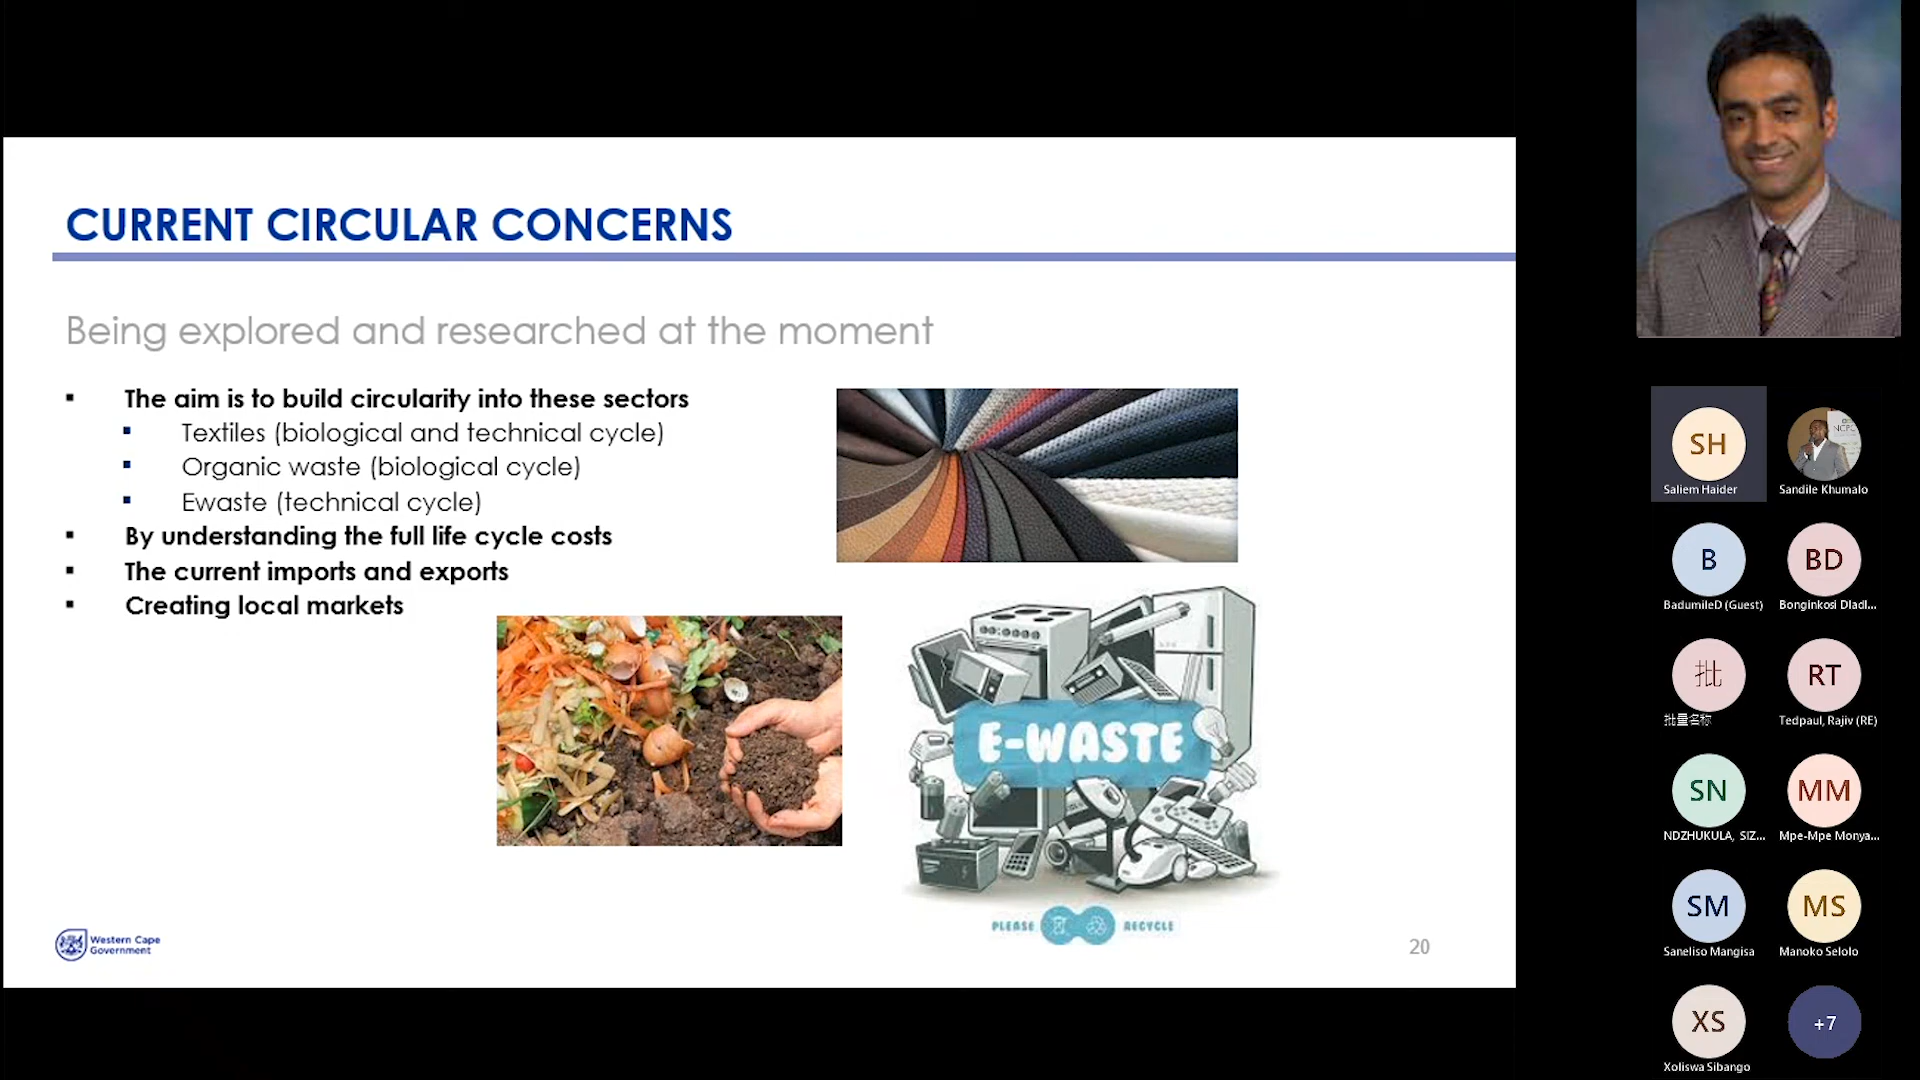 CURRENT CIRCULAR CONCERNS
Being explored and researched at the moment
The aim is to build circularity into these sectors
Textiles (biological and technical cycle)
Organic waste (biological cycle)
Ewaste (technical cycle)
By understanding the full life cycle costs
The current imports and exports
Creating local markets
E-WASTE
PLEASE RECYCLE
Western Cape
Government
20
SH
Saliem Haider
NCPC
Sandile Khumalo
B
BadumileD (Guest)
BD
Bonginkosi Dladl...
批
批量名称
RT
Tedpaul, Rajiv (RE)
SN
NDZHUKULA, SIZ...
MM
Mpe-Mpe Monya...
SM
Saneliso Mangisa
MS
Manoko Selolo
XS
Xoliswa Sibango
+7